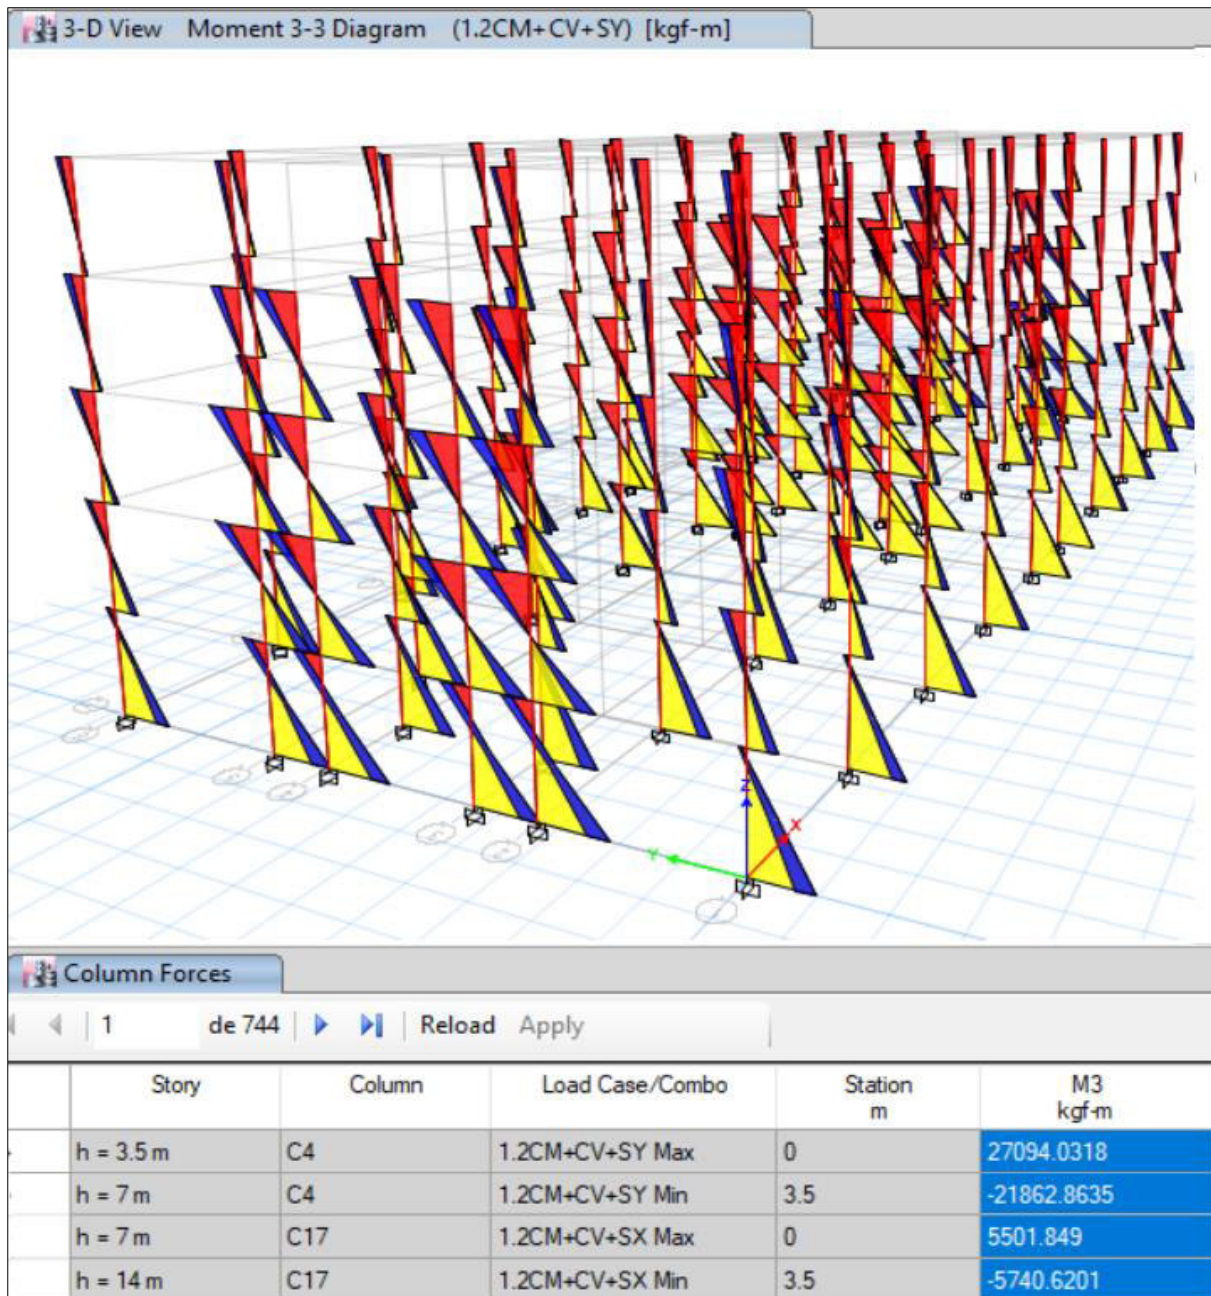 3-D View Moment 3-3 Diagram (1.2CM+CV+SY) [kgf-m]
Z
X
Y
Column Forces
1 de 744 Reload Apply
Story Column Load Case/Combo Station m M3 kgf-m
h = 3.5 m C4 1.2CM+CV+SY Max 0 27094.0318
h = 7 m C4 1.2CM+CV+SY Min 3.5 -21862.8635
h = 7 m C17 1.2CM+CV+SX Max 0 5501.849
h = 14 m C17 1.2CM+CV+SX Min 3.5 -5740.6201